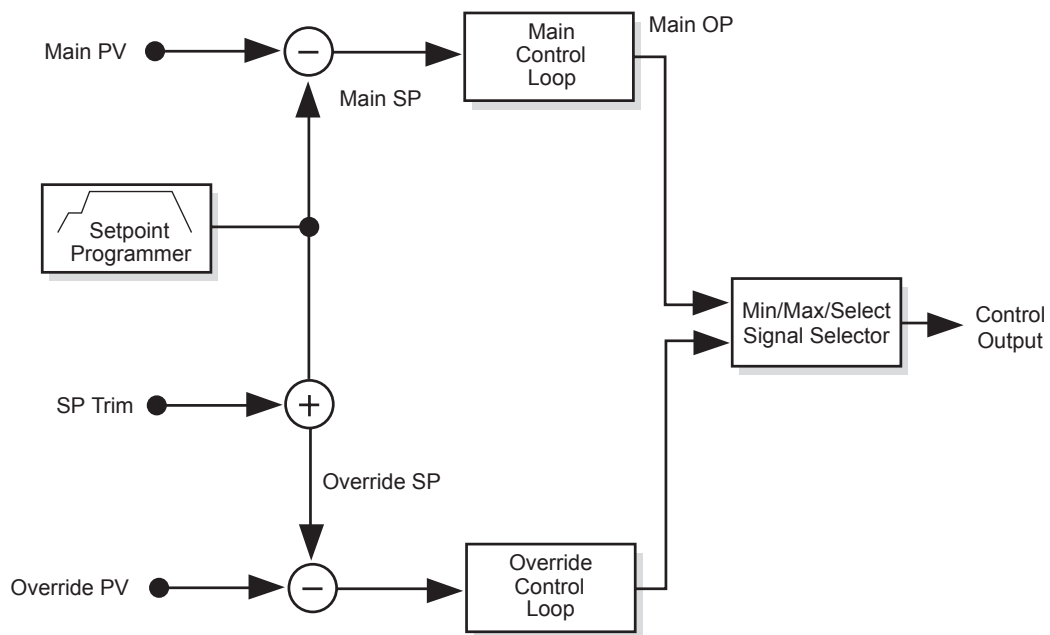 Main PV
−
Main SP
Main
Control
Loop
Main OP
Setpoint
Programmer
Min/Max/Select
Signal Selector
Control
Output
SP Trim
+
Override SP
Override PV
−
Override
Control
Loop